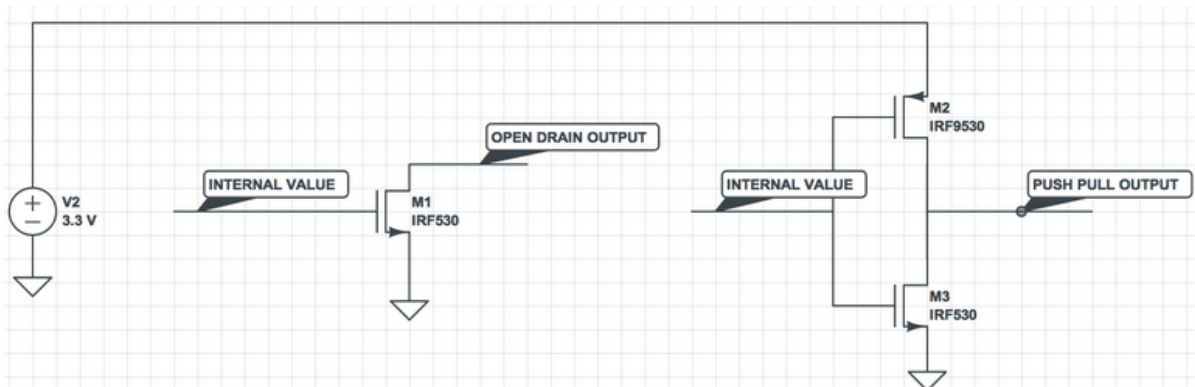 M2
IRF9530
OPEN DRAIN OUTPUT
INTERNAL VALUE
INTERNAL VALUE
PUSH PULL OUTPUT
+
−
V2
3.3 V
M1
IRF530
M3
IRF530